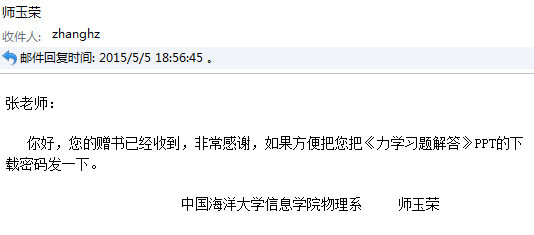 师玉荣
收件人: zhanghz
邮件回复时间: 2015/5/5 18:56:45 。
张老师：
你好，您的赠书已经收到，非常感谢，如果方便把您把《力学习题解答》PPT的下
载密码发一下。
中国海洋大学信息学院物理系 师玉荣